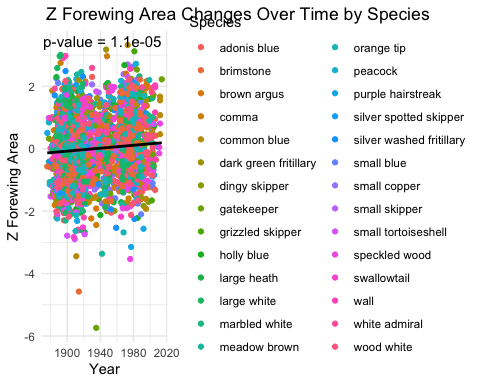 Z Forewing Area Changes Over Time by Species
Species
p-value = 1.1e-05
adonis blue
brimstone
brown argus
comma
common blue
dark green fritillary
dingy skipper
gatekeeper
grizzled skipper
holly blue
large heath
large white
marbled white
meadow brown
orange tip
peacock
purple hairstreak
silver spotted skipper
silver washed fritillary
small blue
small copper
small skipper
small tortoiseshell
speckled wood
swallowtail
wall
white admiral
wood white
Z Forewing Area
2
0
-2
-4
-6
1900 1940 1980 2020
Year